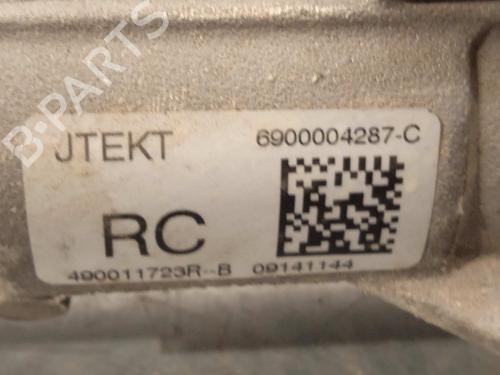 B-PARTS
JTEKT 6900004287-C
RC
490011723R--B 09141144